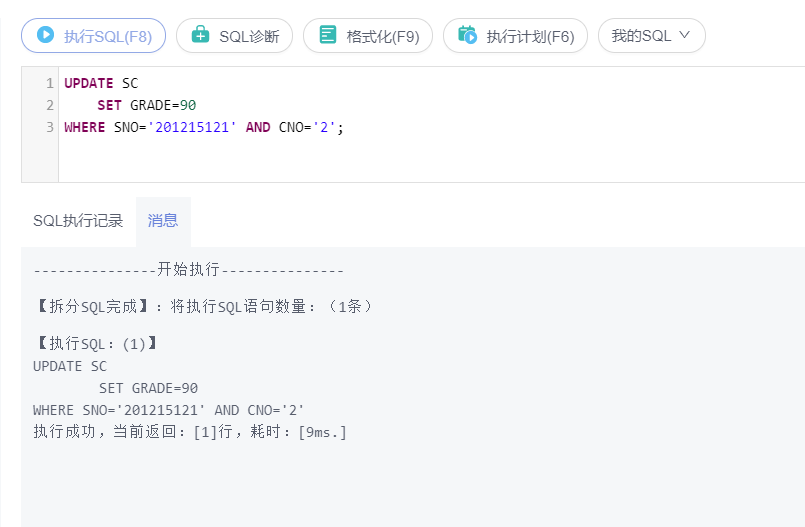 执行SQL(F8) SQL诊断 格式化(F9) 执行计划(F6) 我的SQL
1 UPDATE SC
2     SET GRADE=90
3 WHERE SNO='201215121' AND CNO='2';
SQL执行记录 消息
---------------开始执行---------------
【拆分SQL完成】：将执行SQL语句数量：（1条）
【执行SQL：(1)】
UPDATE SC
        SET GRADE=90
WHERE SNO='201215121' AND CNO='2'
执行成功，当前返回：[1]行，耗时：[9ms.]